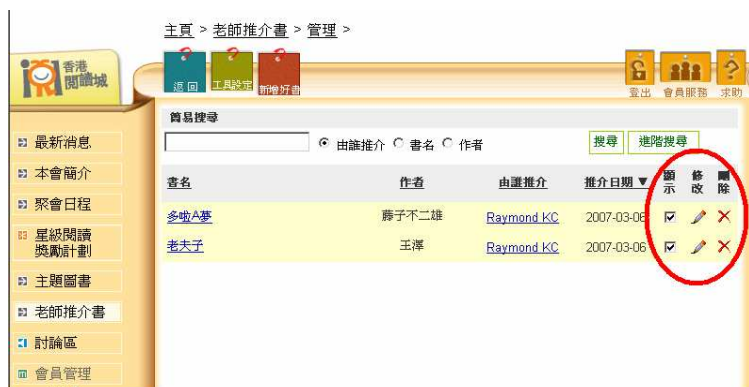 主頁 > 老師推介書 > 管理 >
香港
閱讀城
返回 工具設定 新增好書
登出 會員服務 求助
簡易搜尋
由誰推介 書名 作者 搜尋 進階搜尋
書名 作者 由誰推介 推介日期▼ 顯示 修改 刪除
多啦A夢 藤子不二雄 Raymond KC 2007-03-06
老夫子 王澤 Raymond KC 2007-03-06
最新消息
本會簡介
聚會日程
星級閱讀
獎勵計劃
主題圖書
老師推介書
討論區
會員管理